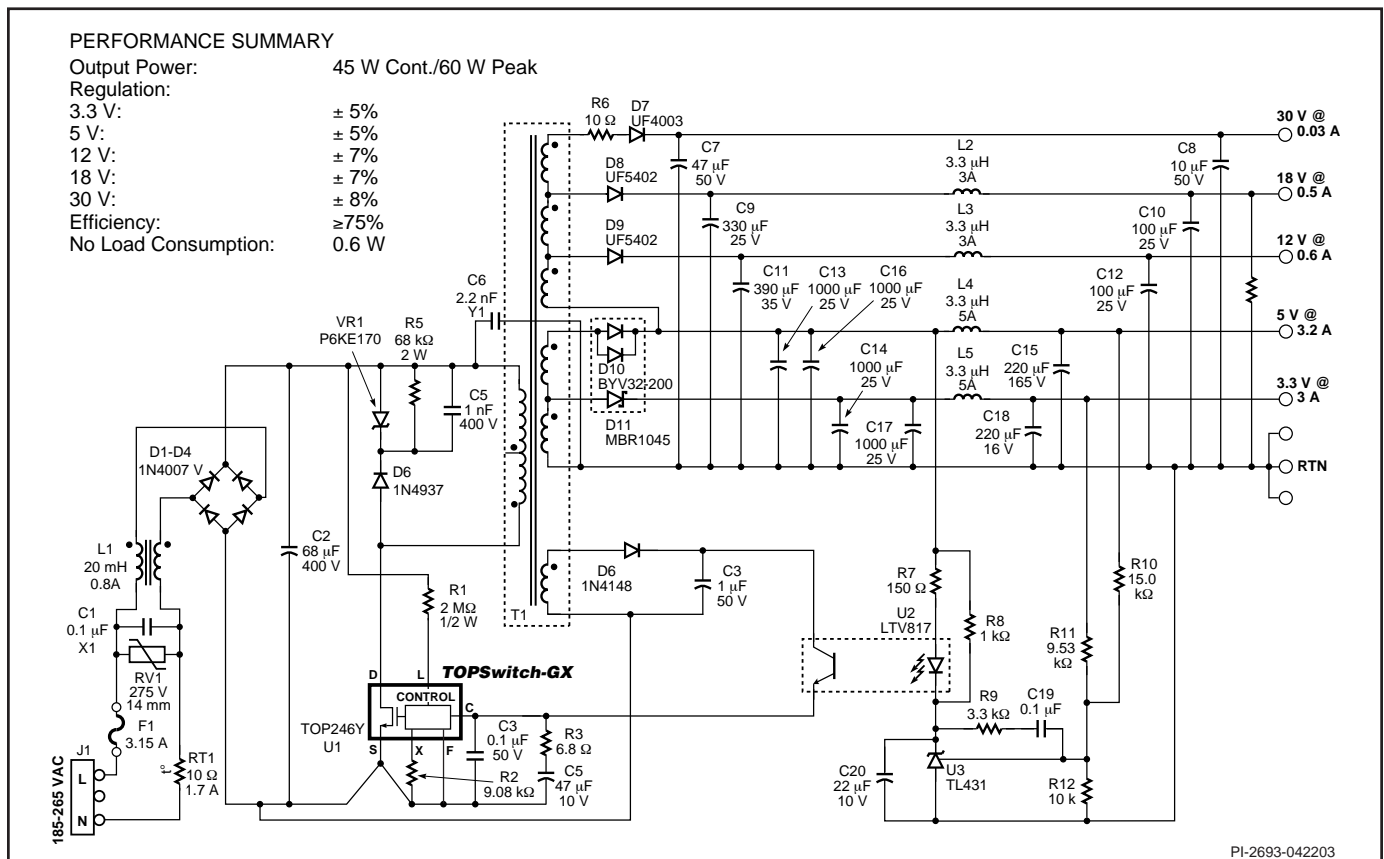 PERFORMANCE SUMMARY
Output Power: 45 W Cont./60 W Peak
Regulation:
3.3 V: ± 5%
5 V: ± 5%
12 V: ± 7%
18 V: ± 7%
30 V: ± 8%
Efficiency: ≥75%
No Load Consumption: 0.6 W
R6
10 Ω
D7
UF4003
C7
47 µF
50 V
L2
3.3 µH
3A
C8
10 µF
50 V
30 V @
0.03 A
D8
UF5402
18 V @
0.5 A
C9
330 µF
25 V
L3
3.3 µH
3A
C10
100 µF
25 V
D9
UF5402
12 V @
0.6 A
C6
2.2 nF
Y1
C11
390 µF
35 V
C13
1000 µF
25 V
C16
1000 µF
25 V
L4
3.3 µH
5A
C12
100 µF
25 V
5 V @
3.2 A
VR1
P6KE170
R5
68 kΩ
2 W
C5
1 nF
400 V
D10
BYV32-200
C14
1000 µF
25 V
L5
3.3 µH
5A
C15
220 µF
165 V
3.3 V @
3 A
D11
MBR1045
C17
1000 µF
25 V
C18
220 µF
16 V
RTN
D1-D4
1N4007 V
D6
1N4937
L1
20 mH
0.8A
C2
68 µF
400 V
C1
0.1 µF
X1
RV1
275 V
14 mm
F1
3.15 A
J1
L
N
185-265 VAC
RT1
10 Ω
1.7 A
t°
R1
2 MΩ
1/2 W
T1
D6
1N4148
C3
1 µF
50 V
R7
150 Ω
U2
LTV817
R8
1 kΩ
R10
15.0
kΩ
R11
9.53
kΩ
TOPSwitch-GX
D
L
CONTROL
C
TOP246Y
U1
S
X
F
R2
9.08 kΩ
C3
0.1 µF
50 V
R3
6.8 Ω
C5
47 µF
10 V
R9
3.3 kΩ
C19
0.1 µF
C20
22 µF
10 V
U3
TL431
R12
10 k
PI-2693-042203